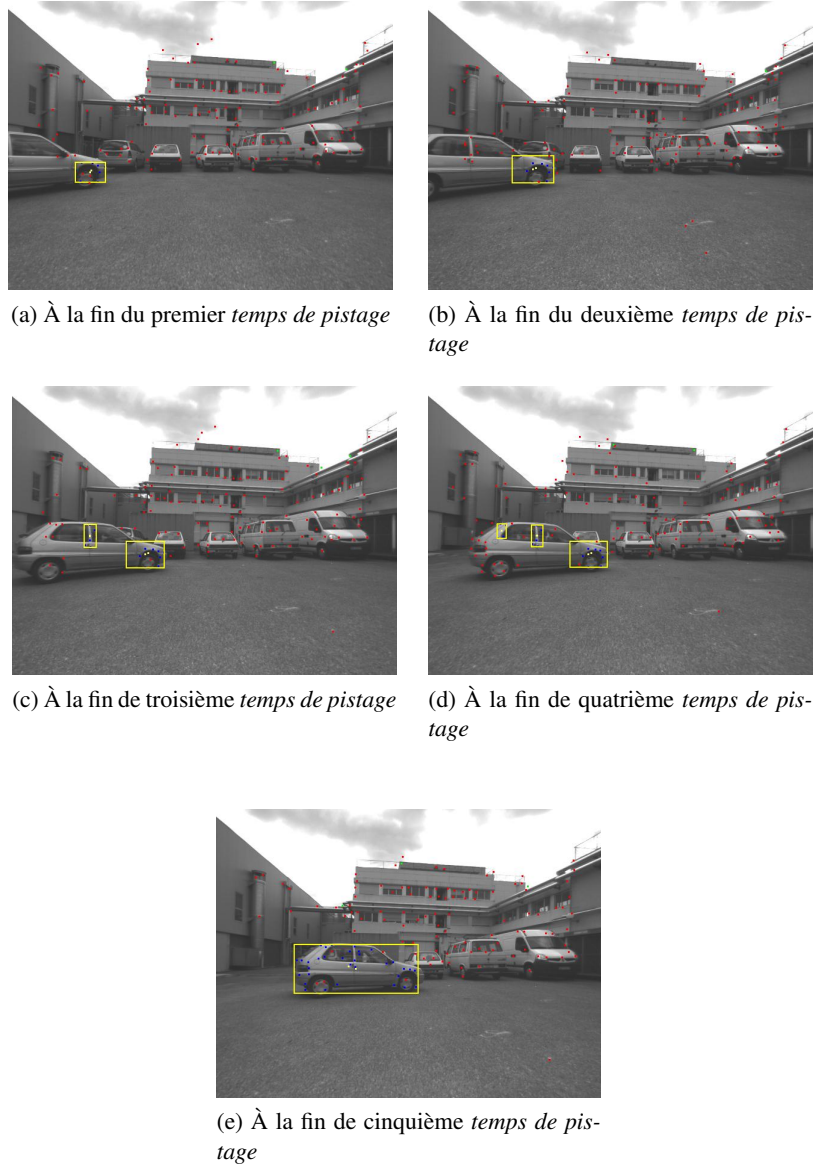 (a) À la fin du premier temps de pistage
(b) À la fin du deuxième temps de pis-
tage
(c) À la fin de troisième temps de pistage
(d) À la fin de quatrième temps de pis-
tage
(e) À la fin de cinquième temps de pis-
tage